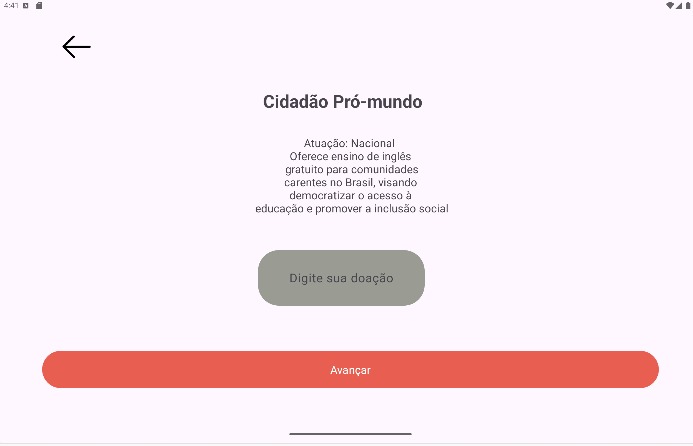 4:41
Cidadão Pró-mundo
Atuação: Nacional
Oferece ensino de inglês
gratuito para comunidades
carentes no Brasil, visando
democratizar o acesso à
educação e promover a inclusão social
Digite sua doação
Avançar